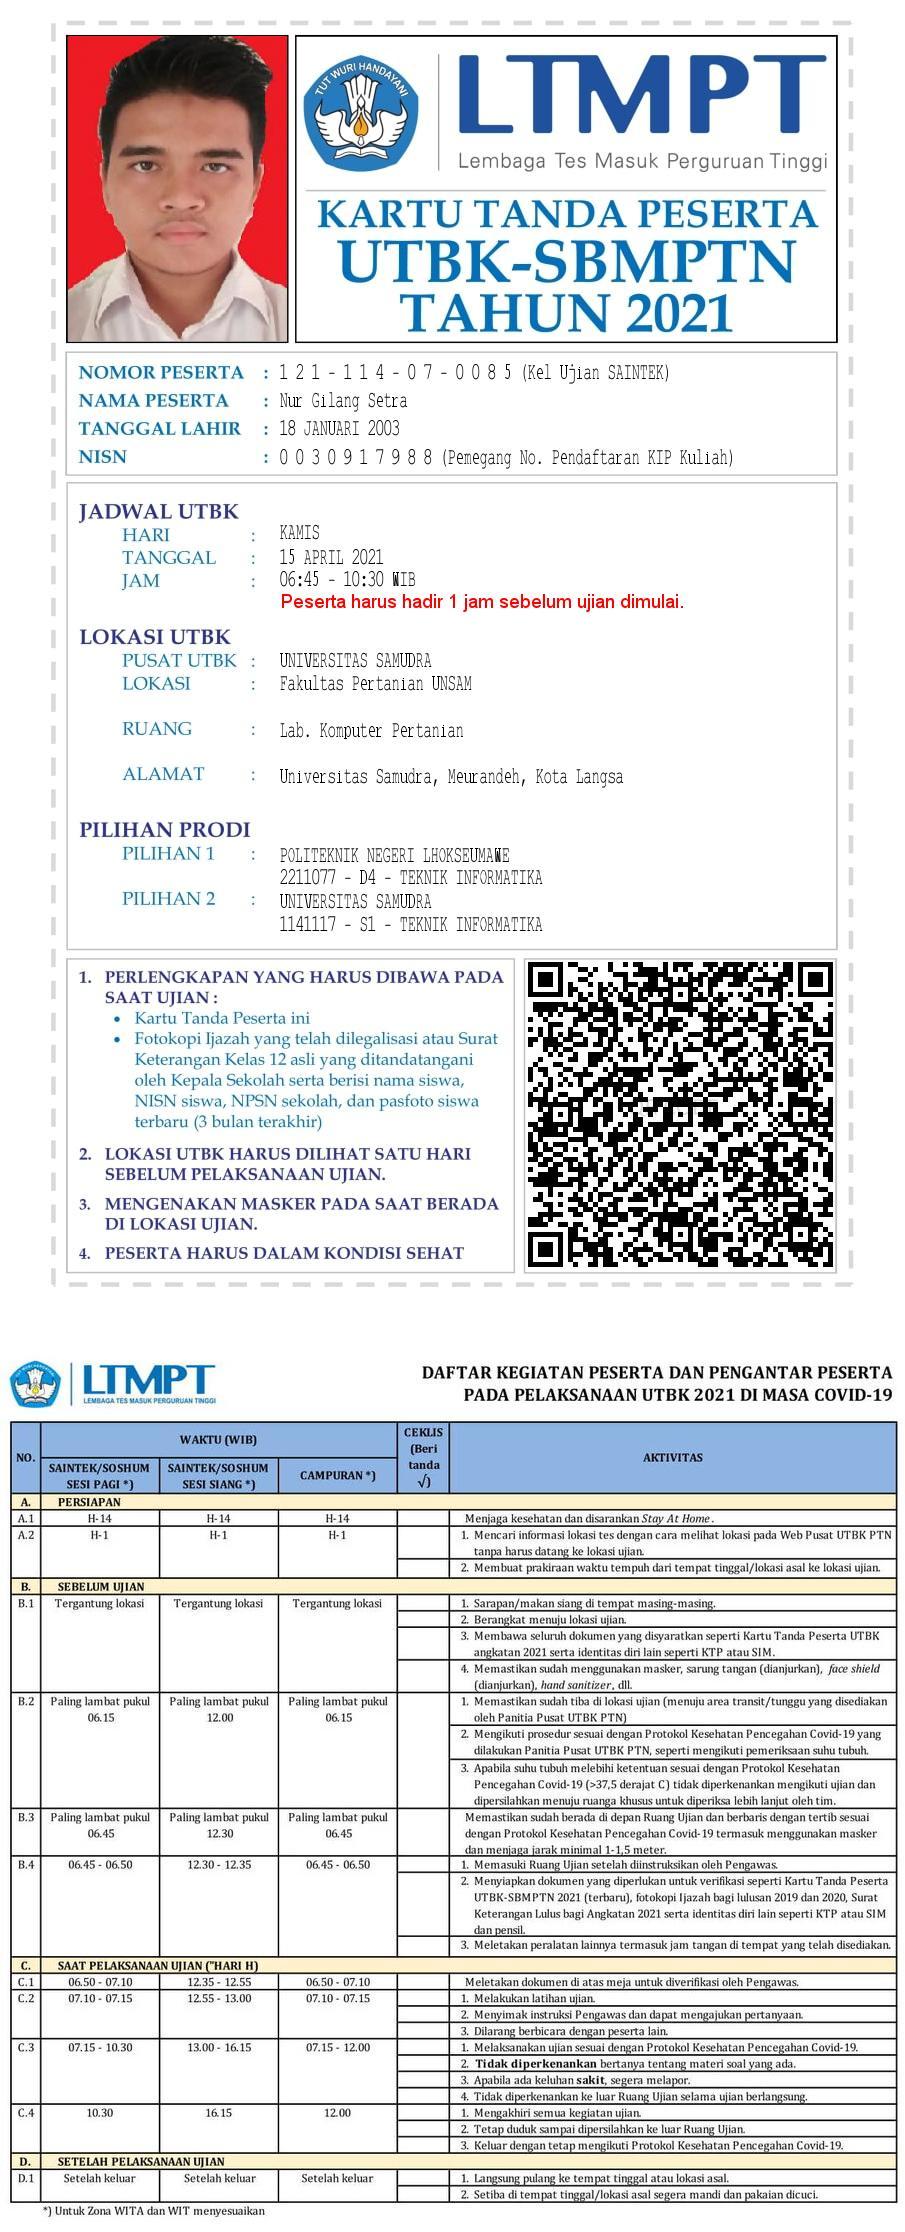 TUT WURI HANDAYANI
LTMPT
Lembaga Tes Masuk Perguruan Tinggi
KARTU TANDA PESERTA
UTBK-SBMPTN
TAHUN 2021
NOMOR PESERTA : 1 2 1 - 1 1 4 - 0 7 - 0 0 8 5 (Kel Ujian SAINTEK)
NAMA PESERTA : Nur Gilang Setra
TANGGAL LAHIR : 18 JANUARI 2003
NISN : 0 0 3 0 9 1 7 9 8 8 (Pemegang No. Pendaftaran KIP Kuliah)
JADWAL UTBK
HARI : KAMIS
TANGGAL : 15 APRIL 2021
JAM : 06:45 - 10:30 WIB
Peserta harus hadir 1 jam sebelum ujian dimulai.
LOKASI UTBK
PUSAT UTBK : UNIVERSITAS SAMUDRA
LOKASI : Fakultas Pertanian UNSAM
RUANG : Lab. Komputer Pertanian
ALAMAT : Universitas Samudra, Meurandeh, Kota Langsa
PILIHAN PRODI
PILIHAN 1 : POLITEKNIK NEGERI LHOKSEUMAWE
2211077 - D4 - TEKNIK INFORMATIKA
PILIHAN 2 : UNIVERSITAS SAMUDRA
1141117 - S1 - TEKNIK INFORMATIKA
1. PERLENGKAPAN YANG HARUS DIBAWA PADA
SAAT UJIAN :
• Kartu Tanda Peserta ini
• Fotokopi Ijazah yang telah dilegalisasi atau Surat
Keterangan Kelas 12 asli yang ditandatangani
oleh Kepala Sekolah serta berisi nama siswa,
NISN siswa, NPSN sekolah, dan pasfoto siswa
terbaru (3 bulan terakhir)
2. LOKASI UTBK HARUS DILIHAT SATU HARI
SEBELUM PELAKSANAAN UJIAN.
3. MENGENAKAN MASKER PADA SAAT BERADA
DI LOKASI UJIAN.
4. PESERTA HARUS DALAM KONDISI SEHAT
LTMPT
LEMBAGA TES MASUK PERGURUAN TINGGI
DAFTAR KEGIATAN PESERTA DAN PENGANTAR PESERTA
PADA PELAKSANAAN UTBK 2021 DI MASA COVID-19
NO. WAKTU (WIB) CEKLIS (Beri tanda √) AKTIVITAS
SAINTEK/SOSHUM SESI PAGI *) SAINTEK/SOSHUM SESI SIANG *) CAMPURAN *)
A. PERSIAPAN
A.1 H-14 H-14 H-14 Menjaga kesehatan dan disarankan Stay At Home .
A.2 H-1 H-1 H-1 1. Mencari informasi lokasi tes dengan cara melihat lokasi pada Web Pusat UTBK PTN
tanpa harus datang ke lokasi ujian.
2. Membuat prakiraan waktu tempuh dari tempat tinggal/lokasi asal ke lokasi ujian.
B. SEBELUM UJIAN
B.1 Tergantung lokasi Tergantung lokasi Tergantung lokasi 1. Sarapan/makan siang di tempat masing-masing.
2. Berangkat menuju lokasi ujian.
3. Membawa seluruh dokumen yang disyaratkan seperti Kartu Tanda Peserta UTBK
angkatan 2021 serta identitas diri lain seperti KTP atau SIM.
4. Memastikan sudah menggunakan masker, sarung tangan (dianjurkan), face shield
(dianjurkan), hand sanitizer, dll.
B.2 Paling lambat pukul Paling lambat pukul Paling lambat pukul 1. Memastikan sudah tiba di lokasi ujian (menuju area transit/tunggu yang disediakan
06.15 12.00 06.15 oleh Panitia Pusat UTBK PTN)
2. Mengikuti prosedur sesuai dengan Protokol Kesehatan Pencegahan Covid-19 yang
dilakukan Panitia Pusat UTBK PTN, seperti mengikuti pemeriksaan suhu tubuh.
3. Apabila suhu tubuh melebihi ketentuan sesuai dengan Protokol Kesehatan
Pencegahan Covid-19 (>37,5 derajat C) tidak diperkenankan mengikuti ujian dan
dipersilahkan menuju ruanga khusus untuk diperiksa lebih lanjut oleh tim.
B.3 Paling lambat pukul Paling lambat pukul Paling lambat pukul Memastikan sudah berada di depan Ruang Ujian dan berbaris dengan tertib sesuai
06.45 12.30 06.45 dengan Protokol Kesehatan Pencegahan Covid-19 termasuk menggunakan masker
dan menjaga jarak minimal 1-1,5 meter.
B.4 06.45 - 06.50 12.30 - 12.35 06.45 - 06.50 1. Memasuki Ruang Ujian setelah diinstruksikan oleh Pengawas.
2. Menyiapkan dokumen yang diperlukan untuk verifikasi seperti Kartu Tanda Peserta
UTBK-SBMPTN 2021 (terbaru), fotokopi Ijazah bagi lulusan 2019 dan 2020, Surat
Keterangan Lulus bagi Angkatan 2021 serta identitas diri lain seperti KTP atau SIM
dan pensil.
3. Meletakan peralatan lainnya termasuk jam tangan di tempat yang telah disediakan.
C. SAAT PELAKSANAAN UJIAN ("HARI H)
C.1 06.50 - 07.10 12.35 - 12.55 06.50 - 07.10 Meletakan dokumen di atas meja untuk diverifikasi oleh Pengawas.
C.2 07.10 - 07.15 12.55 - 13.00 07.10 - 07.15 1. Melakukan latihan ujian.
2. Menyimak instruksi Pengawas dan dapat mengajukan pertanyaan.
3. Dilarang berbicara dengan peserta lain.
C.3 07.15 - 10.30 13.00 - 16.15 07.15 - 12.00 1. Melaksanakan ujian sesuai dengan Protokol Kesehatan Pencegahan Covid-19.
2. Tidak diperkenankan bertanya tentang materi soal yang ada.
3. Apabila ada keluhan sakit, segera melapor.
4. Tidak diperkenankan ke luar Ruang Ujian selama ujian berlangsung.
C.4 10.30 16.15 12.00 1. Mengakhiri semua kegiatan ujian.
2. Tetap duduk sampai dipersilahkan ke luar Ruang Ujian.
3. Keluar dengan tetap mengikuti Protokol Kesehatan Pencegahan Covid-19.
D. SETELAH PELAKSANAAN UJIAN
D.1 Setelah keluar Setelah keluar Setelah keluar 1. Langsung pulang ke tempat tinggal atau lokasi asal.
2. Setiba di tempat tinggal/lokasi asal segera mandi dan pakaian dicuci.
*) Untuk Zona WITA dan WIT menyesuaikan